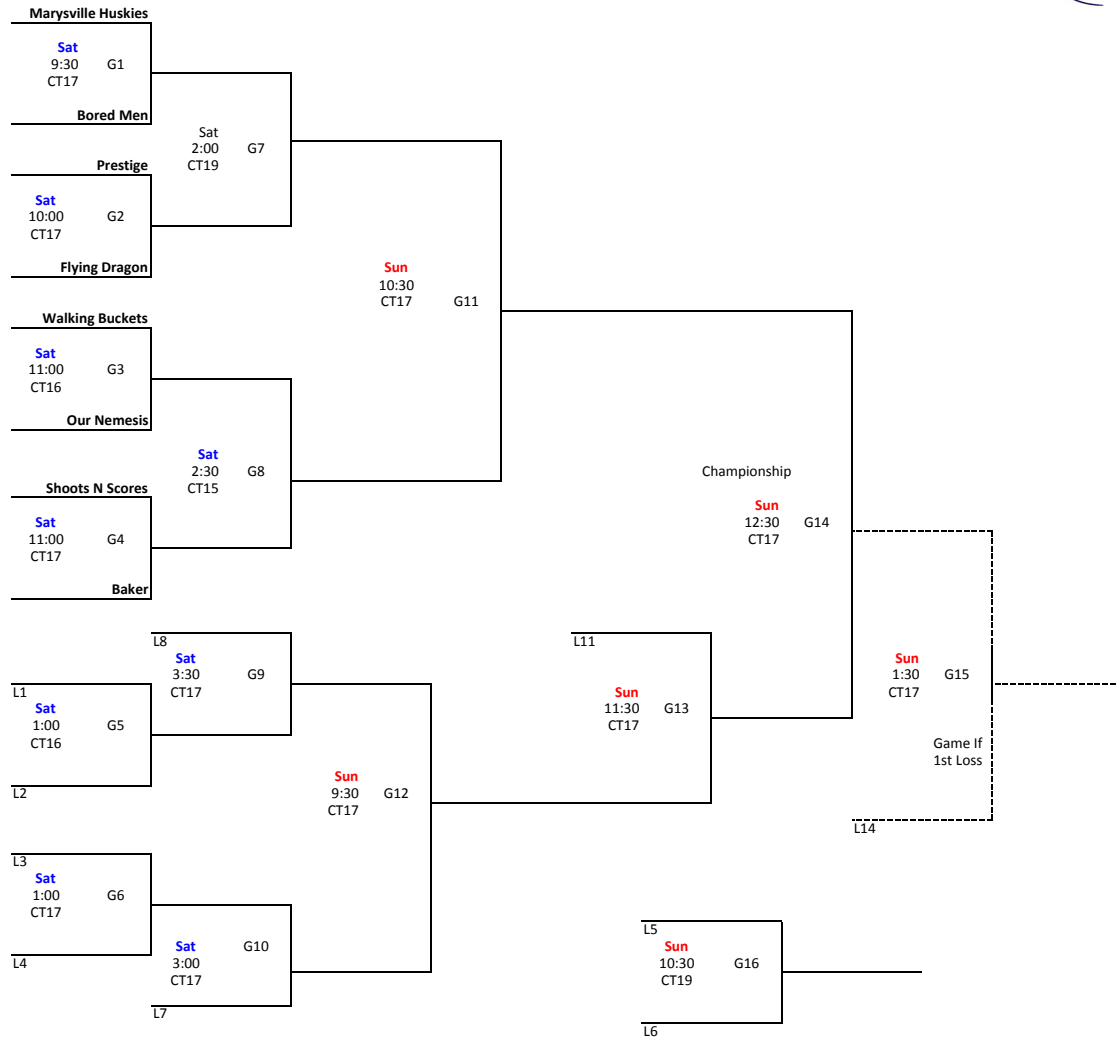 Marysville Huskies
Sat
9:30 G1
CT17
Bored Men
Sat
2:00 G7
CT19
Prestige
Sat
10:00 G2
CT17
Flying Dragon
Sun
10:30
CT17 G11
Walking Buckets
Sat
11:00 G3
CT16
Our Nemesis
Sat
2:30 G8
CT15
Shoots N Scores
Sat
11:00 G4
CT17
Baker
Championship
Sun
12:30 G14
CT17
L8
Sat
3:30 G9
CT17
L1
Sat
1:00 G5
CT16
L2
L11
Sun
11:30 G13
CT17
Sun
1:30 G15
CT17
Game If
1st Loss
L14
Sun
9:30 G12
CT17
L3
Sat
1:00 G6
CT17
L4
Sat G10
3:00
CT17
L7
L5
Sun
10:30 G16
CT19
L6